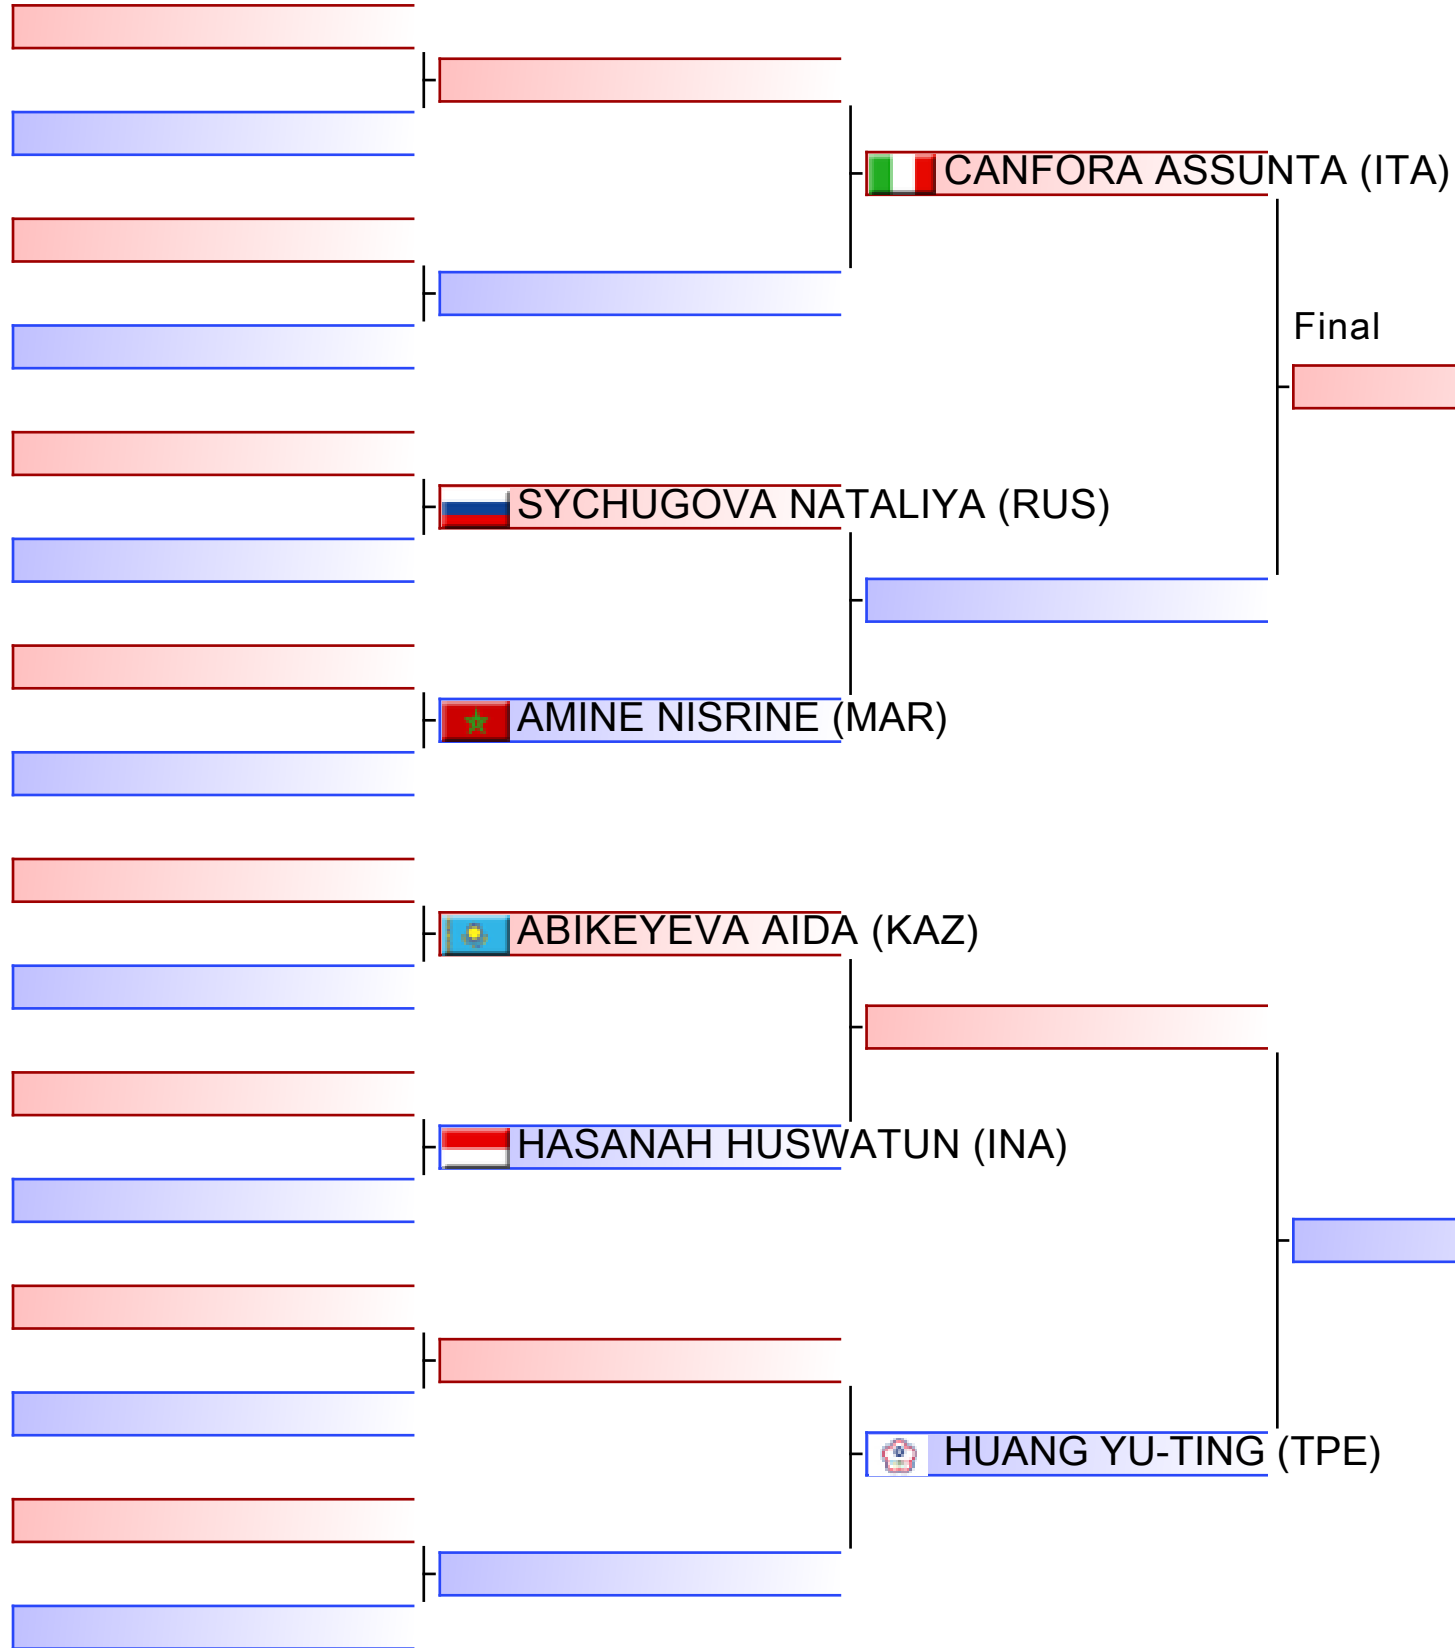 CANFORA ASSUNTA (ITA)
Final
SYCHUGOVA NATALIYA (RUS)
AMINE NISRINE (MAR)
ABIKEYEVA AIDA (KAZ)
HASANAH HUSWATUN (INA)
HUANG YU-TING (TPE)